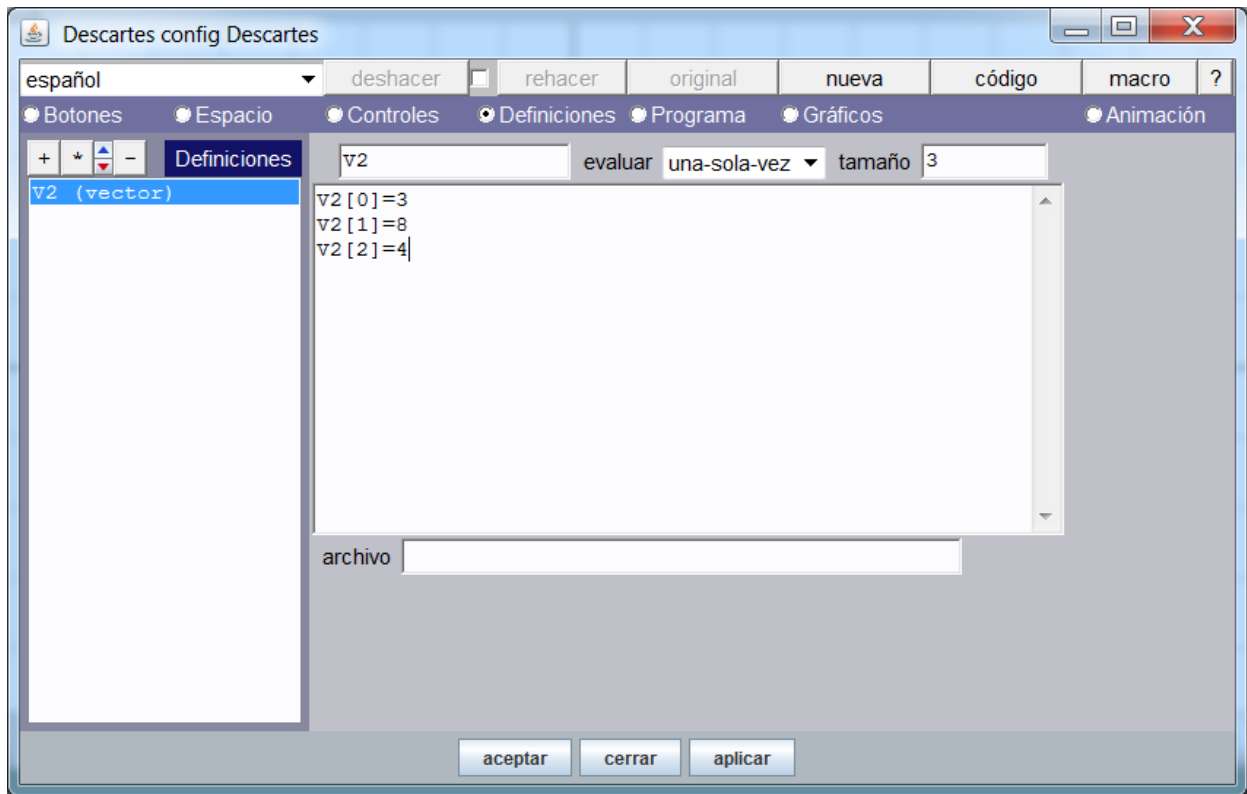 Descartes config Descartes
español deshacer rehacer original nueva código macro ?
Botones Espacio Controles Definiciones Programa Gráficos Animación
+ * - Definiciones V2 evaluar una-sola-vez tamaño 3
V2 (vector)
V2[0]=3
V2[1]=8
V2[2]=4
archivo
aceptar cerrar aplicar